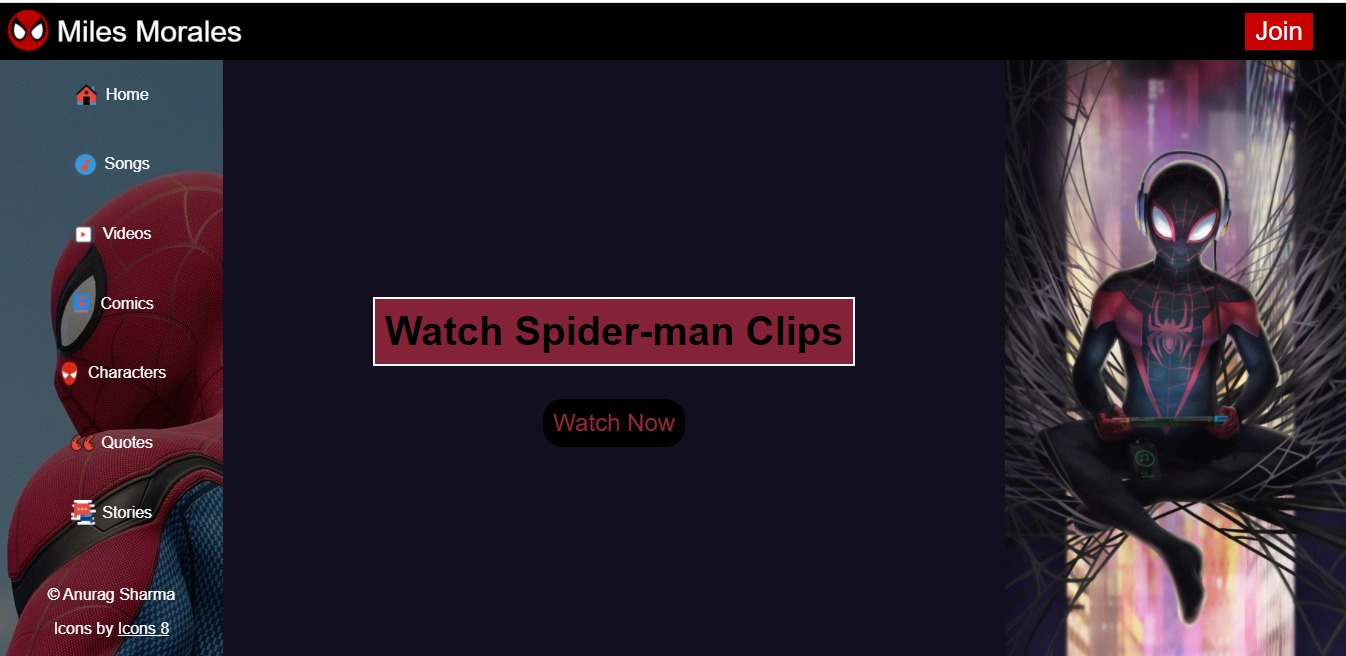 Miles Morales
Join
Home
Songs
Videos
Comics
Characters
Quotes
Stories
© Anurag Sharma
Icons by Icons 8
Watch Spider-man Clips
Watch Now